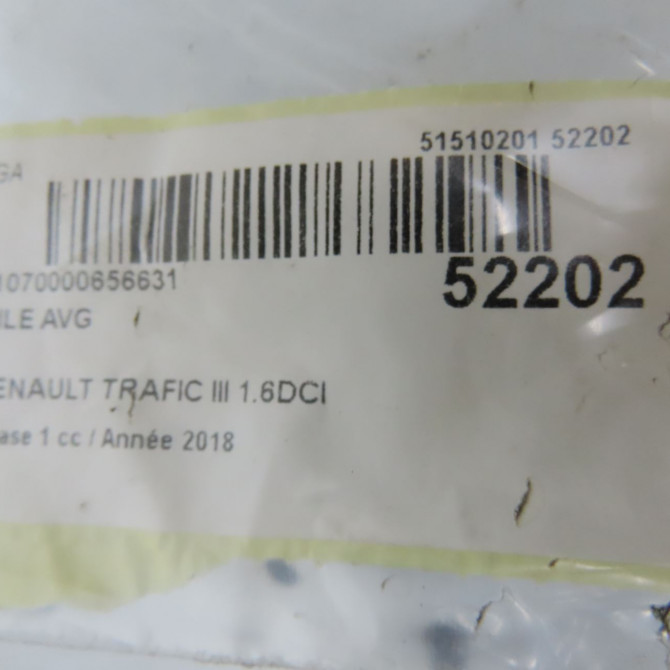 51510201 52202
GA
1070000656631
52202
ILE AVG
ENAULT TRAFIC III 1.6DCI
ase 1 cc / Année 2018